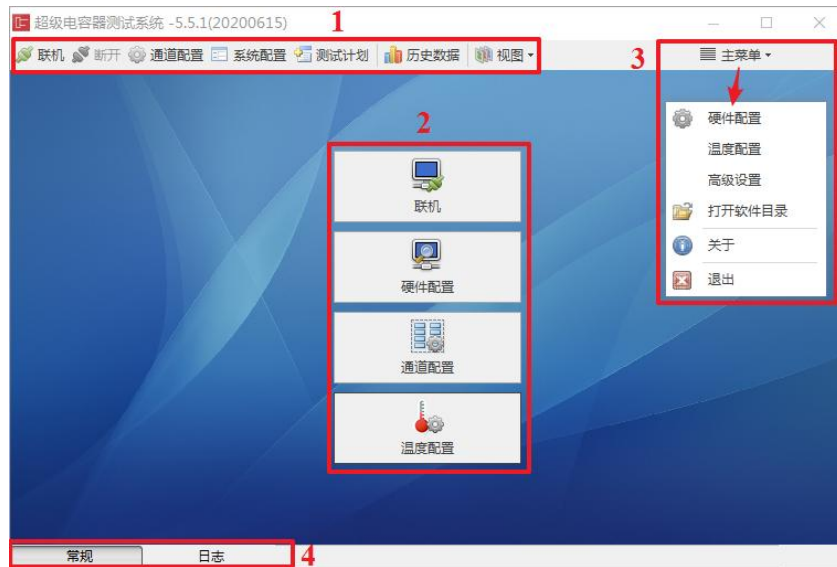 超级电容器测试系统 -5.5.1(20200615)
1
联机 断开 通道配置 系统配置 测试计划 历史数据 视图
3
主菜单
2
联机
硬件配置
通道配置
温度配置
硬件配置
温度配置
高级设置
打开软件目录
关于
退出
常规 日志
4